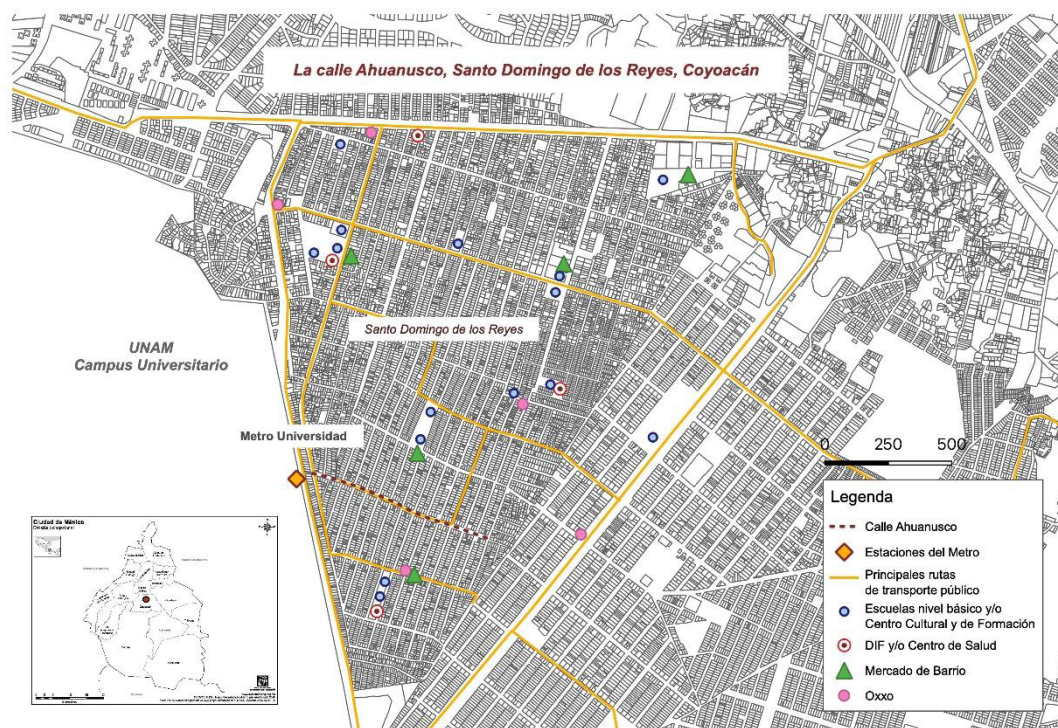 La calle Ahuanusco, Santo Domingo de los Reyes, Coyoacán
Santo Domingo de los Reyes
UNAM
Campus Universitario
Metro Universidad
0 250 500
Legenda
Calle Ahuanusco
Estaciones del Metro
Principales rutas
de transporte público
Escuelas nivel básico y/o
Centro Cultural y de Formación
DIF y/o Centro de Salud
Mercado de Barrio
Oxxo
Ciudad de México